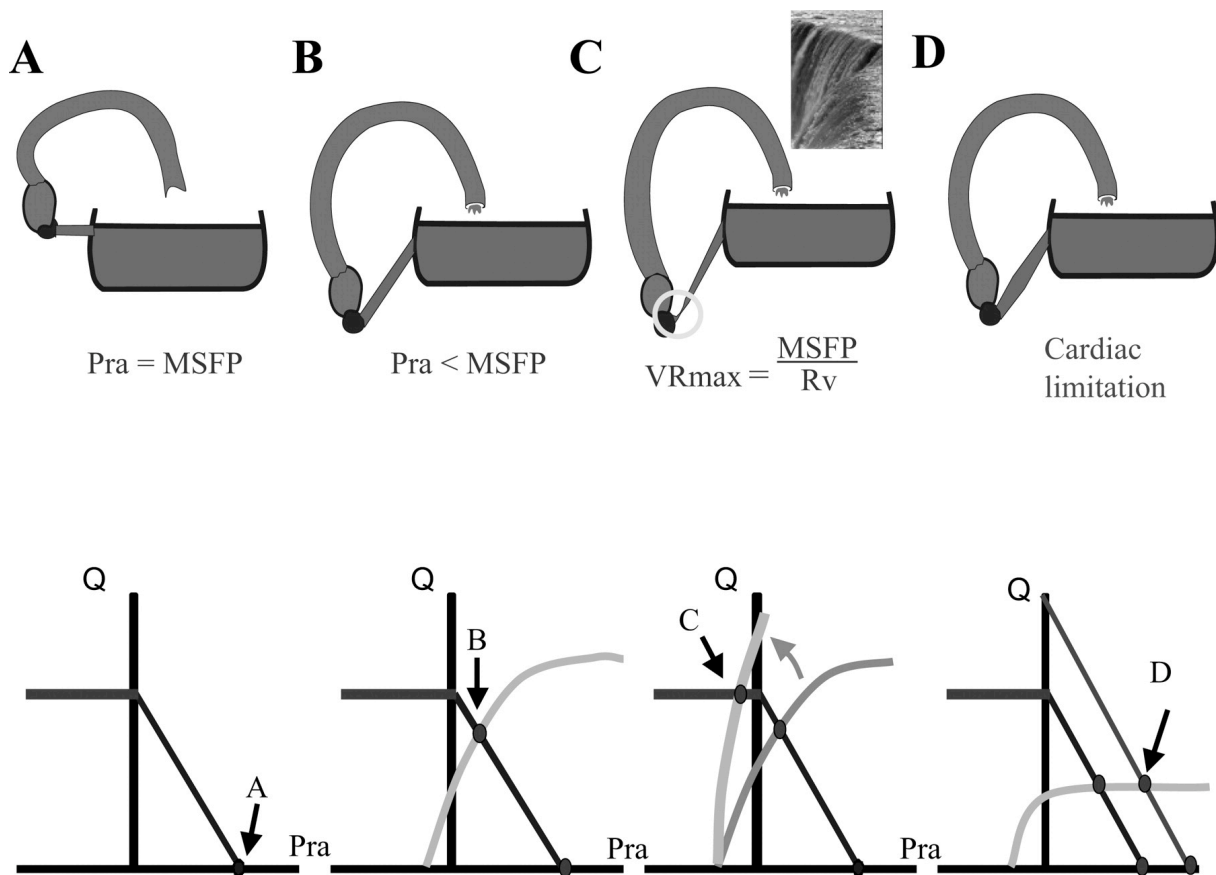 A
B
C
D
Pra = MSFP
Pra < MSFP
VRmax = MSFP
Rv
Cardiac
limitation
Q
A
Pra
Q
B
Pra
Q
C
Pra
Q
D